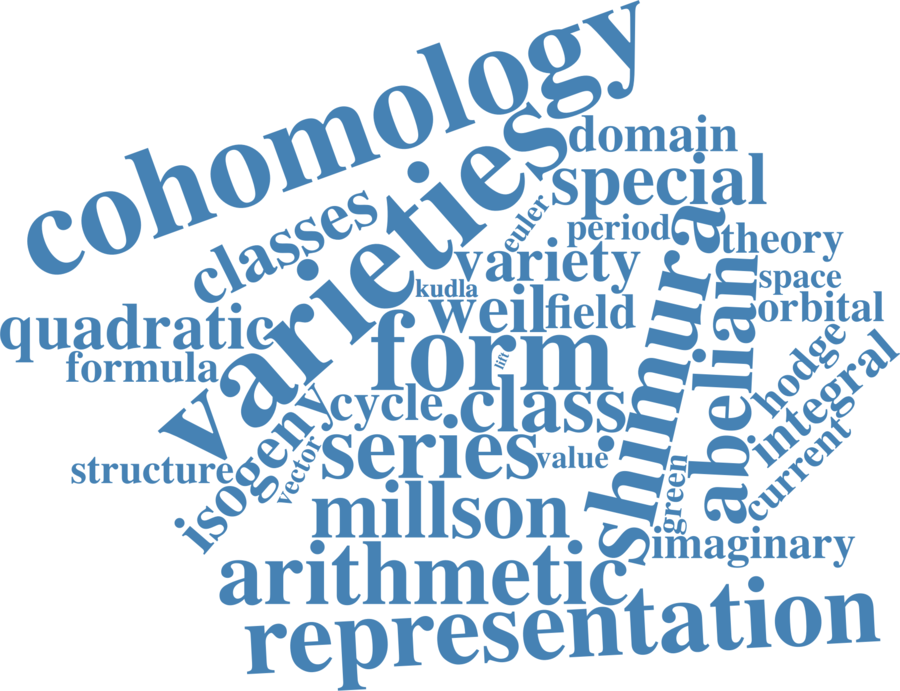 cohomology
varieties
domain
special
classes
euler
period
shimura
theory
variety
kudla
space
quadratic
weil
field
abelian
orbital
formula
form
lift
hodge
integral
isogeny
cycle
class
series
structure
vector
value
current
green
millson
imaginary
arithmetic
representation